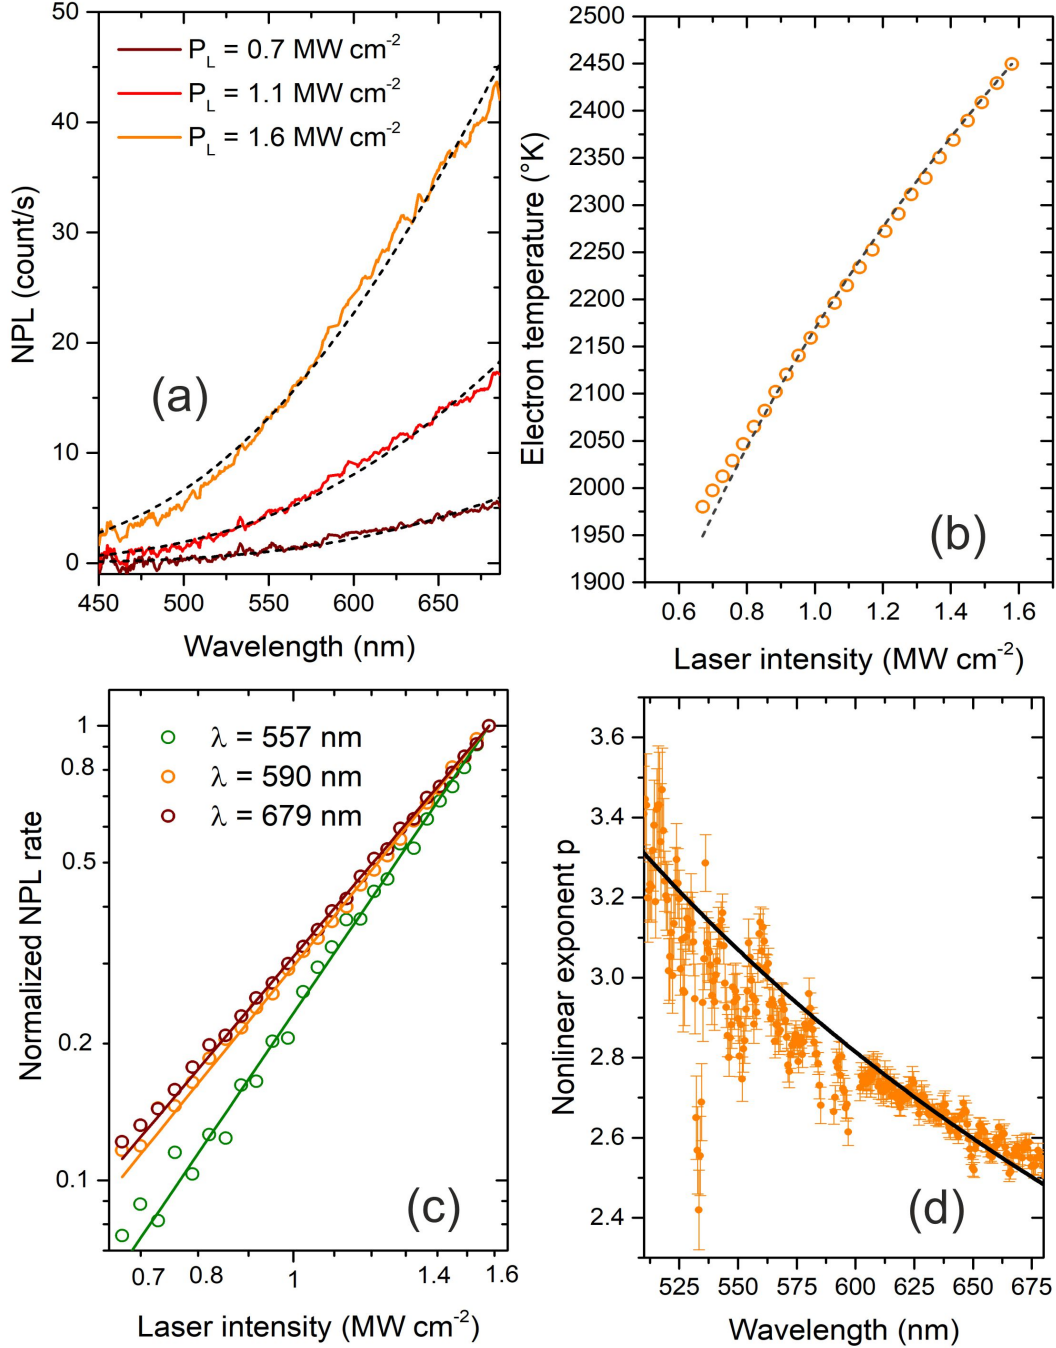 50
40
30
20
10
0
NPL (count/s)
P_L = 0.7 MW cm⁻²
P_L = 1.1 MW cm⁻²
P_L = 1.6 MW cm⁻²
(a)
450 500 550 600 650
Wavelength (nm)
2500
2450
2400
2350
2300
2250
2200
2150
2100
2050
2000
1950
1900
Electron temperature (°K)
(b)
0.6 0.8 1.0 1.2 1.4 1.6
Laser intensity (MW cm⁻²)
1
0.8
0.5
0.2
0.1
Normalized NPL rate
λ = 557 nm
λ = 590 nm
λ = 679 nm
(c)
0.7 0.8 1 1.4 1.6
Laser intensity (MW cm⁻²)
3.6
3.4
3.2
3.0
2.8
2.6
2.4
Nonlinear exponent p
(d)
525 550 575 600 625 650 675
Wavelength (nm)